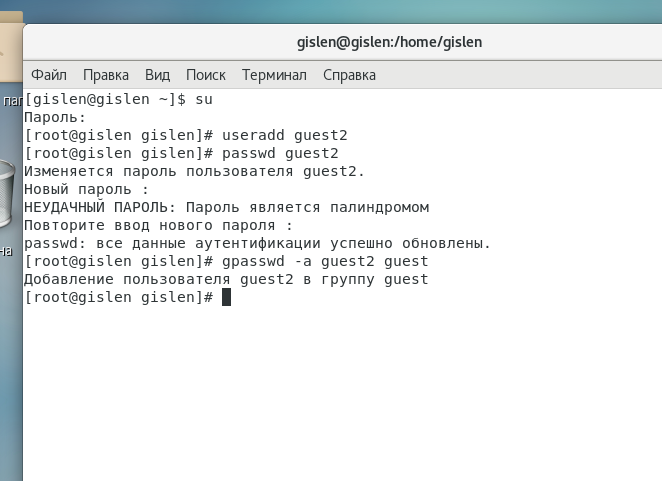 gislen@gislen:/home/gislen
Файл Правка Вид Поиск Терминал Справка
[gislen@gislen ~]$ su
Пароль:
[root@gislen gislen]# useradd guest2
[root@gislen gislen]# passwd guest2
Изменяется пароль пользователя guest2.
Новый пароль :
НЕУДАЧНЫЙ ПАРОЛЬ: Пароль является палиндромом
Повторите ввод нового пароля :
passwd: все данные аутентификации успешно обновлены.
[root@gislen gislen]# gpasswd -a guest2 guest
Добавление пользователя guest2 в группу guest
[root@gislen gislen]#